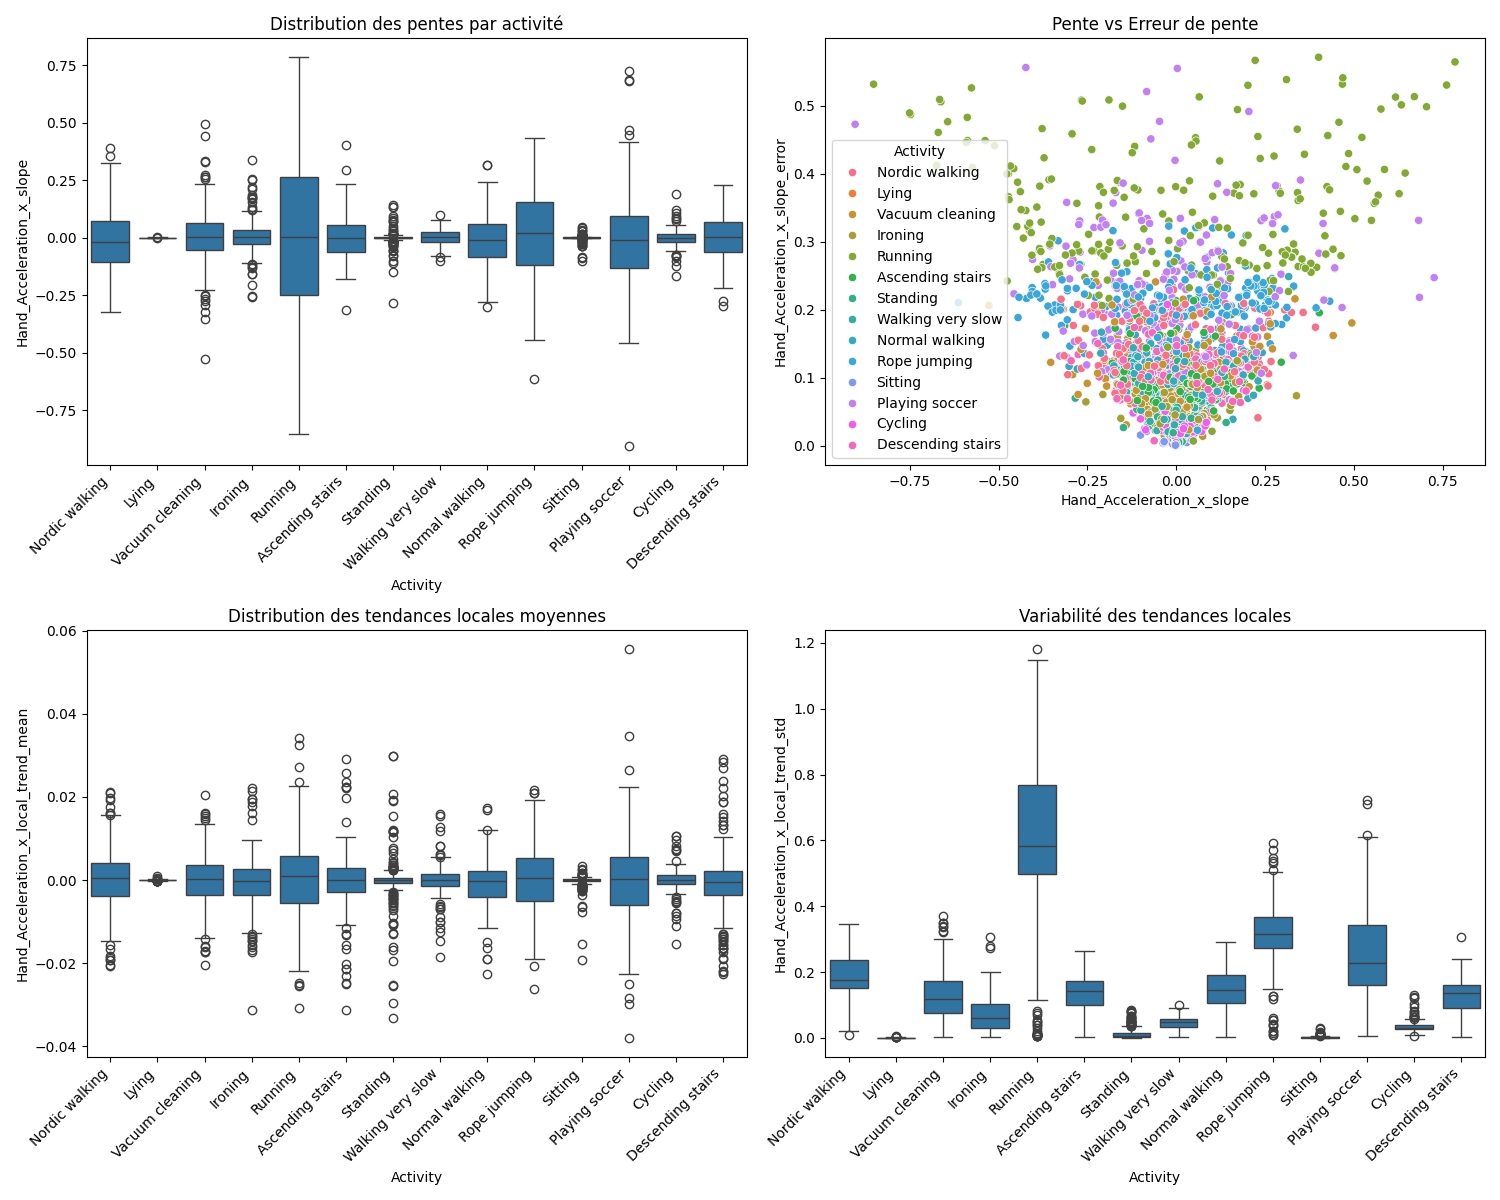 Distribution des pentes par activité
Hand_Acceleration_x_slope
0.75
0.50
0.25
0.00
−0.25
−0.50
−0.75
Nordic walking
Lying
Vacuum cleaning
Ironing
Running
Ascending stairs
Standing
Walking very slow
Normal walking
Rope jumping
Sitting
Playing soccer
Cycling
Descending stairs
Activity
Pente vs Erreur de pente
Hand_Acceleration_x_slope_error
0.5
0.4
0.3
0.2
0.1
0.0
Activity
Nordic walking
Lying
Vacuum cleaning
Ironing
Running
Ascending stairs
Standing
Walking very slow
Normal walking
Rope jumping
Sitting
Playing soccer
Cycling
Descending stairs
−0.75
−0.50
−0.25
0.00
0.25
0.50
0.75
Hand_Acceleration_x_slope
Distribution des tendances locales moyennes
Hand_Acceleration_x_local_trend_mean
0.06
0.04
0.02
0.00
−0.02
−0.04
Nordic walking
Lying
Vacuum cleaning
Ironing
Running
Ascending stairs
Standing
Walking very slow
Normal walking
Rope jumping
Sitting
Playing soccer
Cycling
Descending stairs
Activity
Variabilité des tendances locales
Hand_Acceleration_x_local_trend_std
1.2
1.0
0.8
0.6
0.4
0.2
0.0
Nordic walking
Lying
Vacuum cleaning
Ironing
Running
Ascending stairs
Standing
Walking very slow
Normal walking
Rope jumping
Sitting
Playing soccer
Cycling
Descending stairs
Activity